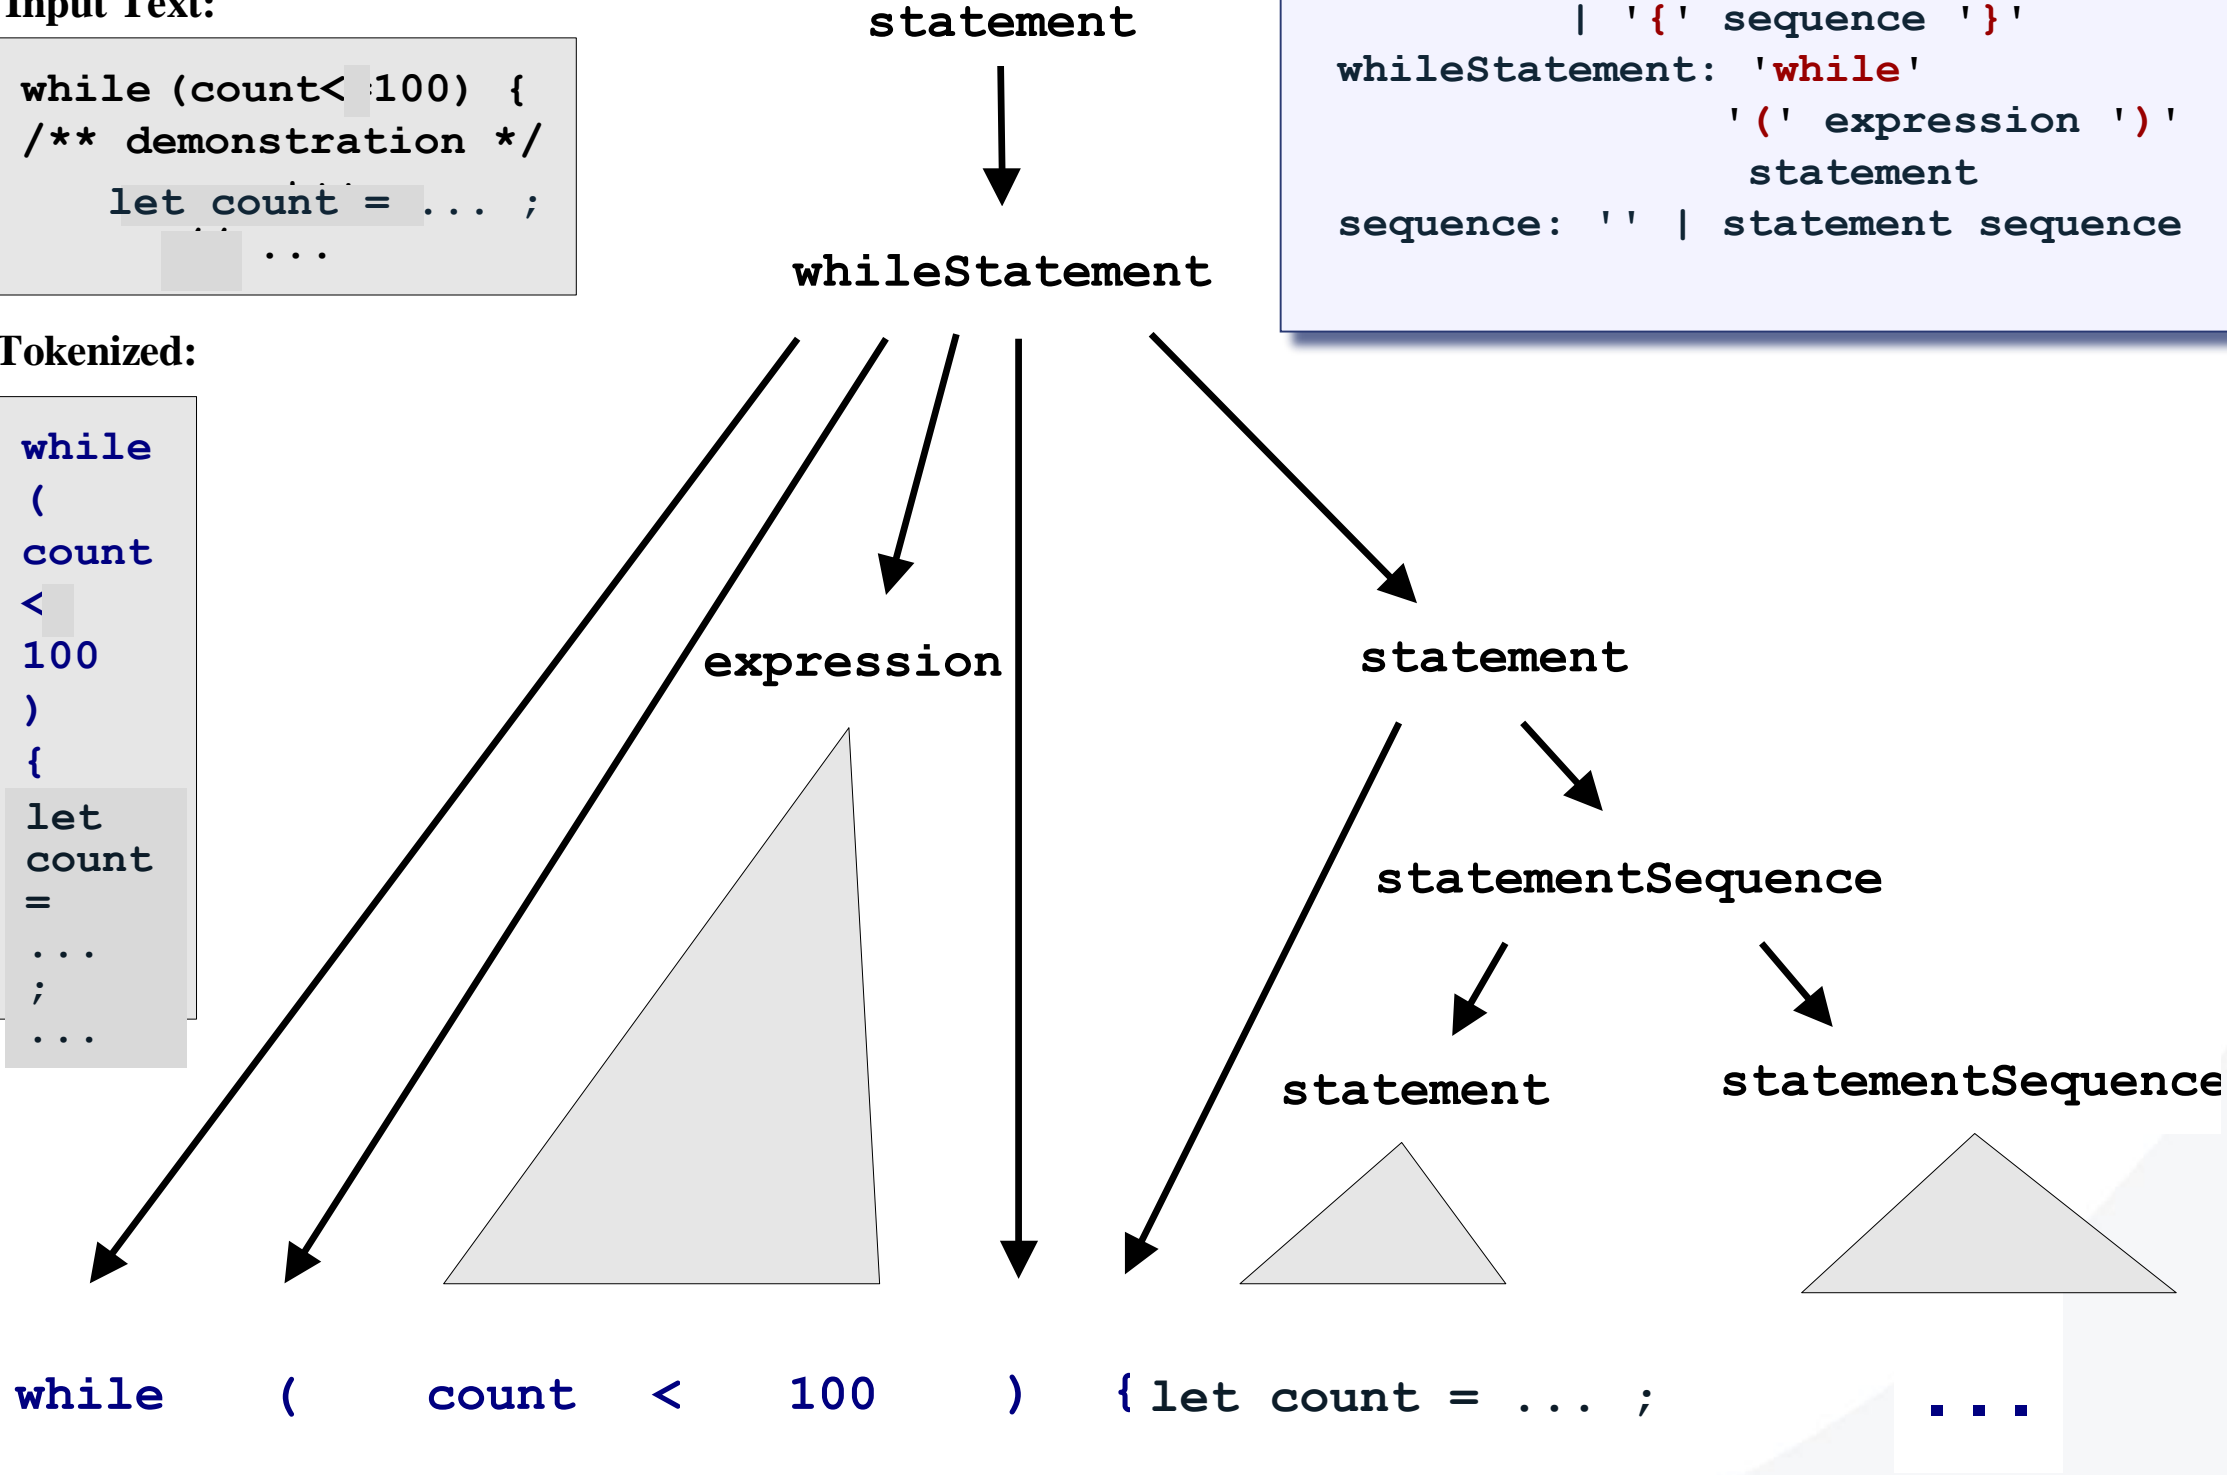 Input Text:
while (count< 100) {
/** demonstration */
let count = ... ;
...
Tokenized:
while
(
count
<
100
)
{
let
count
=
...
;
...
statement
whileStatement
expression
statement
statementSequence
statement
statementSequence
while ( count < 100 ) { let count = ... ; ...
| '{' sequence '}'
whileStatement: 'while'
'(' expression ')'
statement
sequence: '' | statement sequence